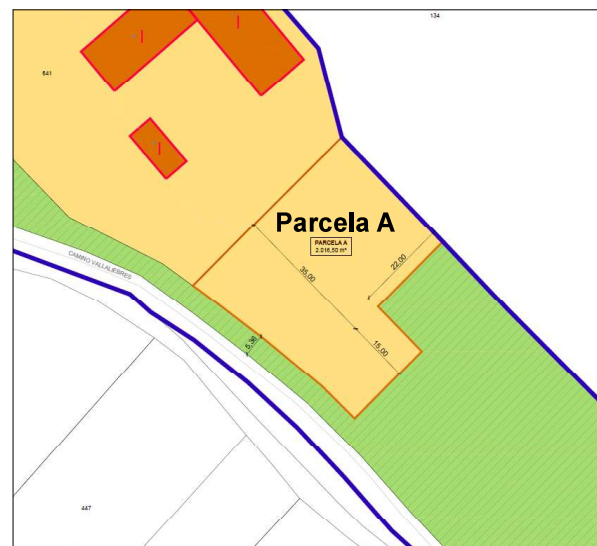 134
641
Parcela A
PARCELA A
2.016,50 m²
CAMINO VALLALIEBRES
35,00
22,00
5,36
15,00
447